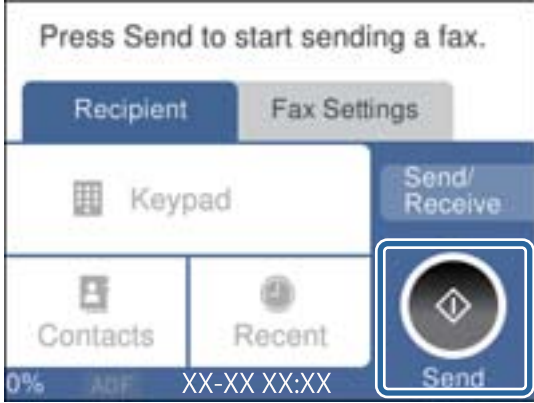 Press Send to start sending a fax.
Recipient
Fax Settings
Keypad
Send/
Receive
Contacts
Recent
Send
0%
ADF
XX-XX XX:XX